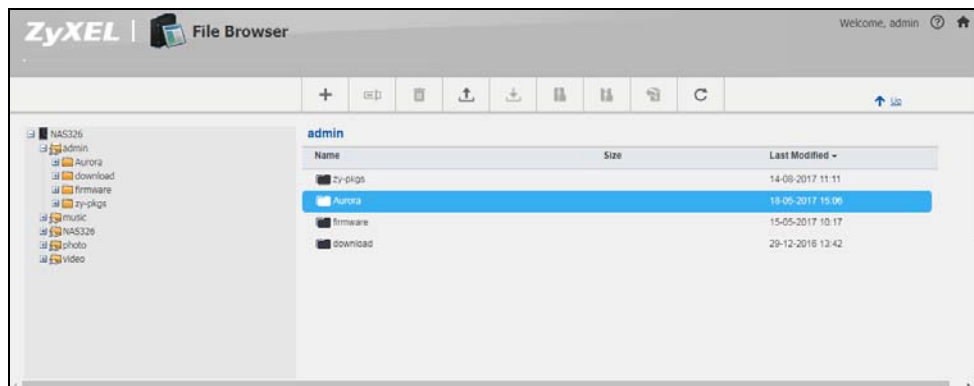 ZyXEL | File Browser
Welcome, admin
Up
NAS326
admin
Aurora
download
firmware
zy-pkgs
music
NAS326
photo
video
admin
Name Size Last Modified
zy-pkgs 14-08-2017 11:11
Aurora 18-05-2017 15:06
firmware 15-05-2017 10:17
download 29-12-2016 13:42